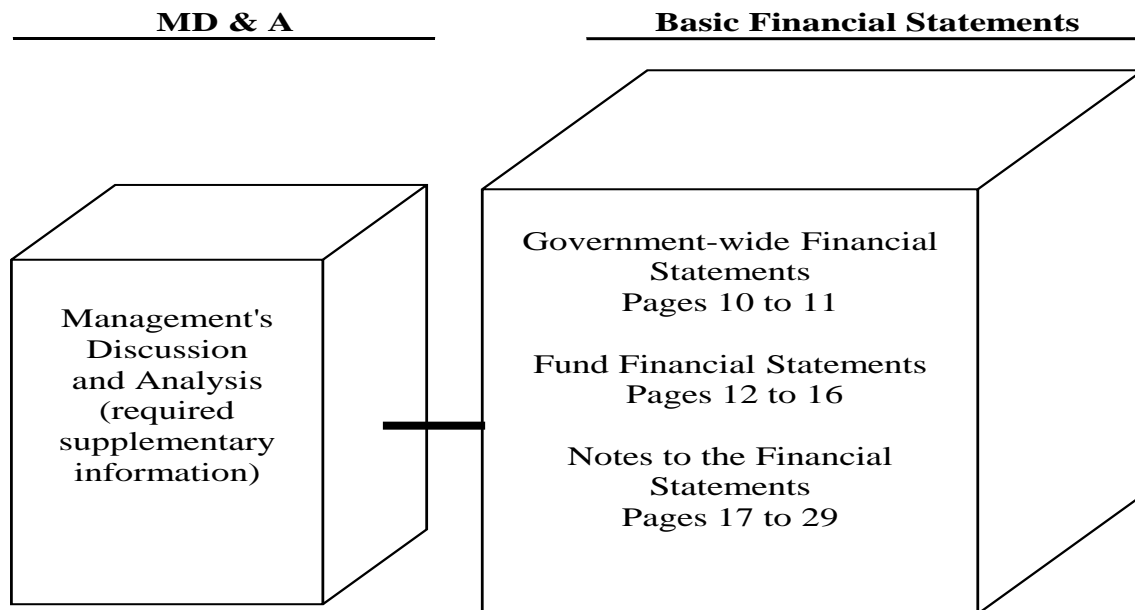 MD & A
Basic Financial Statements
Management's
Discussion
and Analysis
(required
supplementary
information)
Government-wide Financial
Statements
Pages 10 to 11
Fund Financial Statements
Pages 12 to 16
Notes to the Financial
Statements
Pages 17 to 29